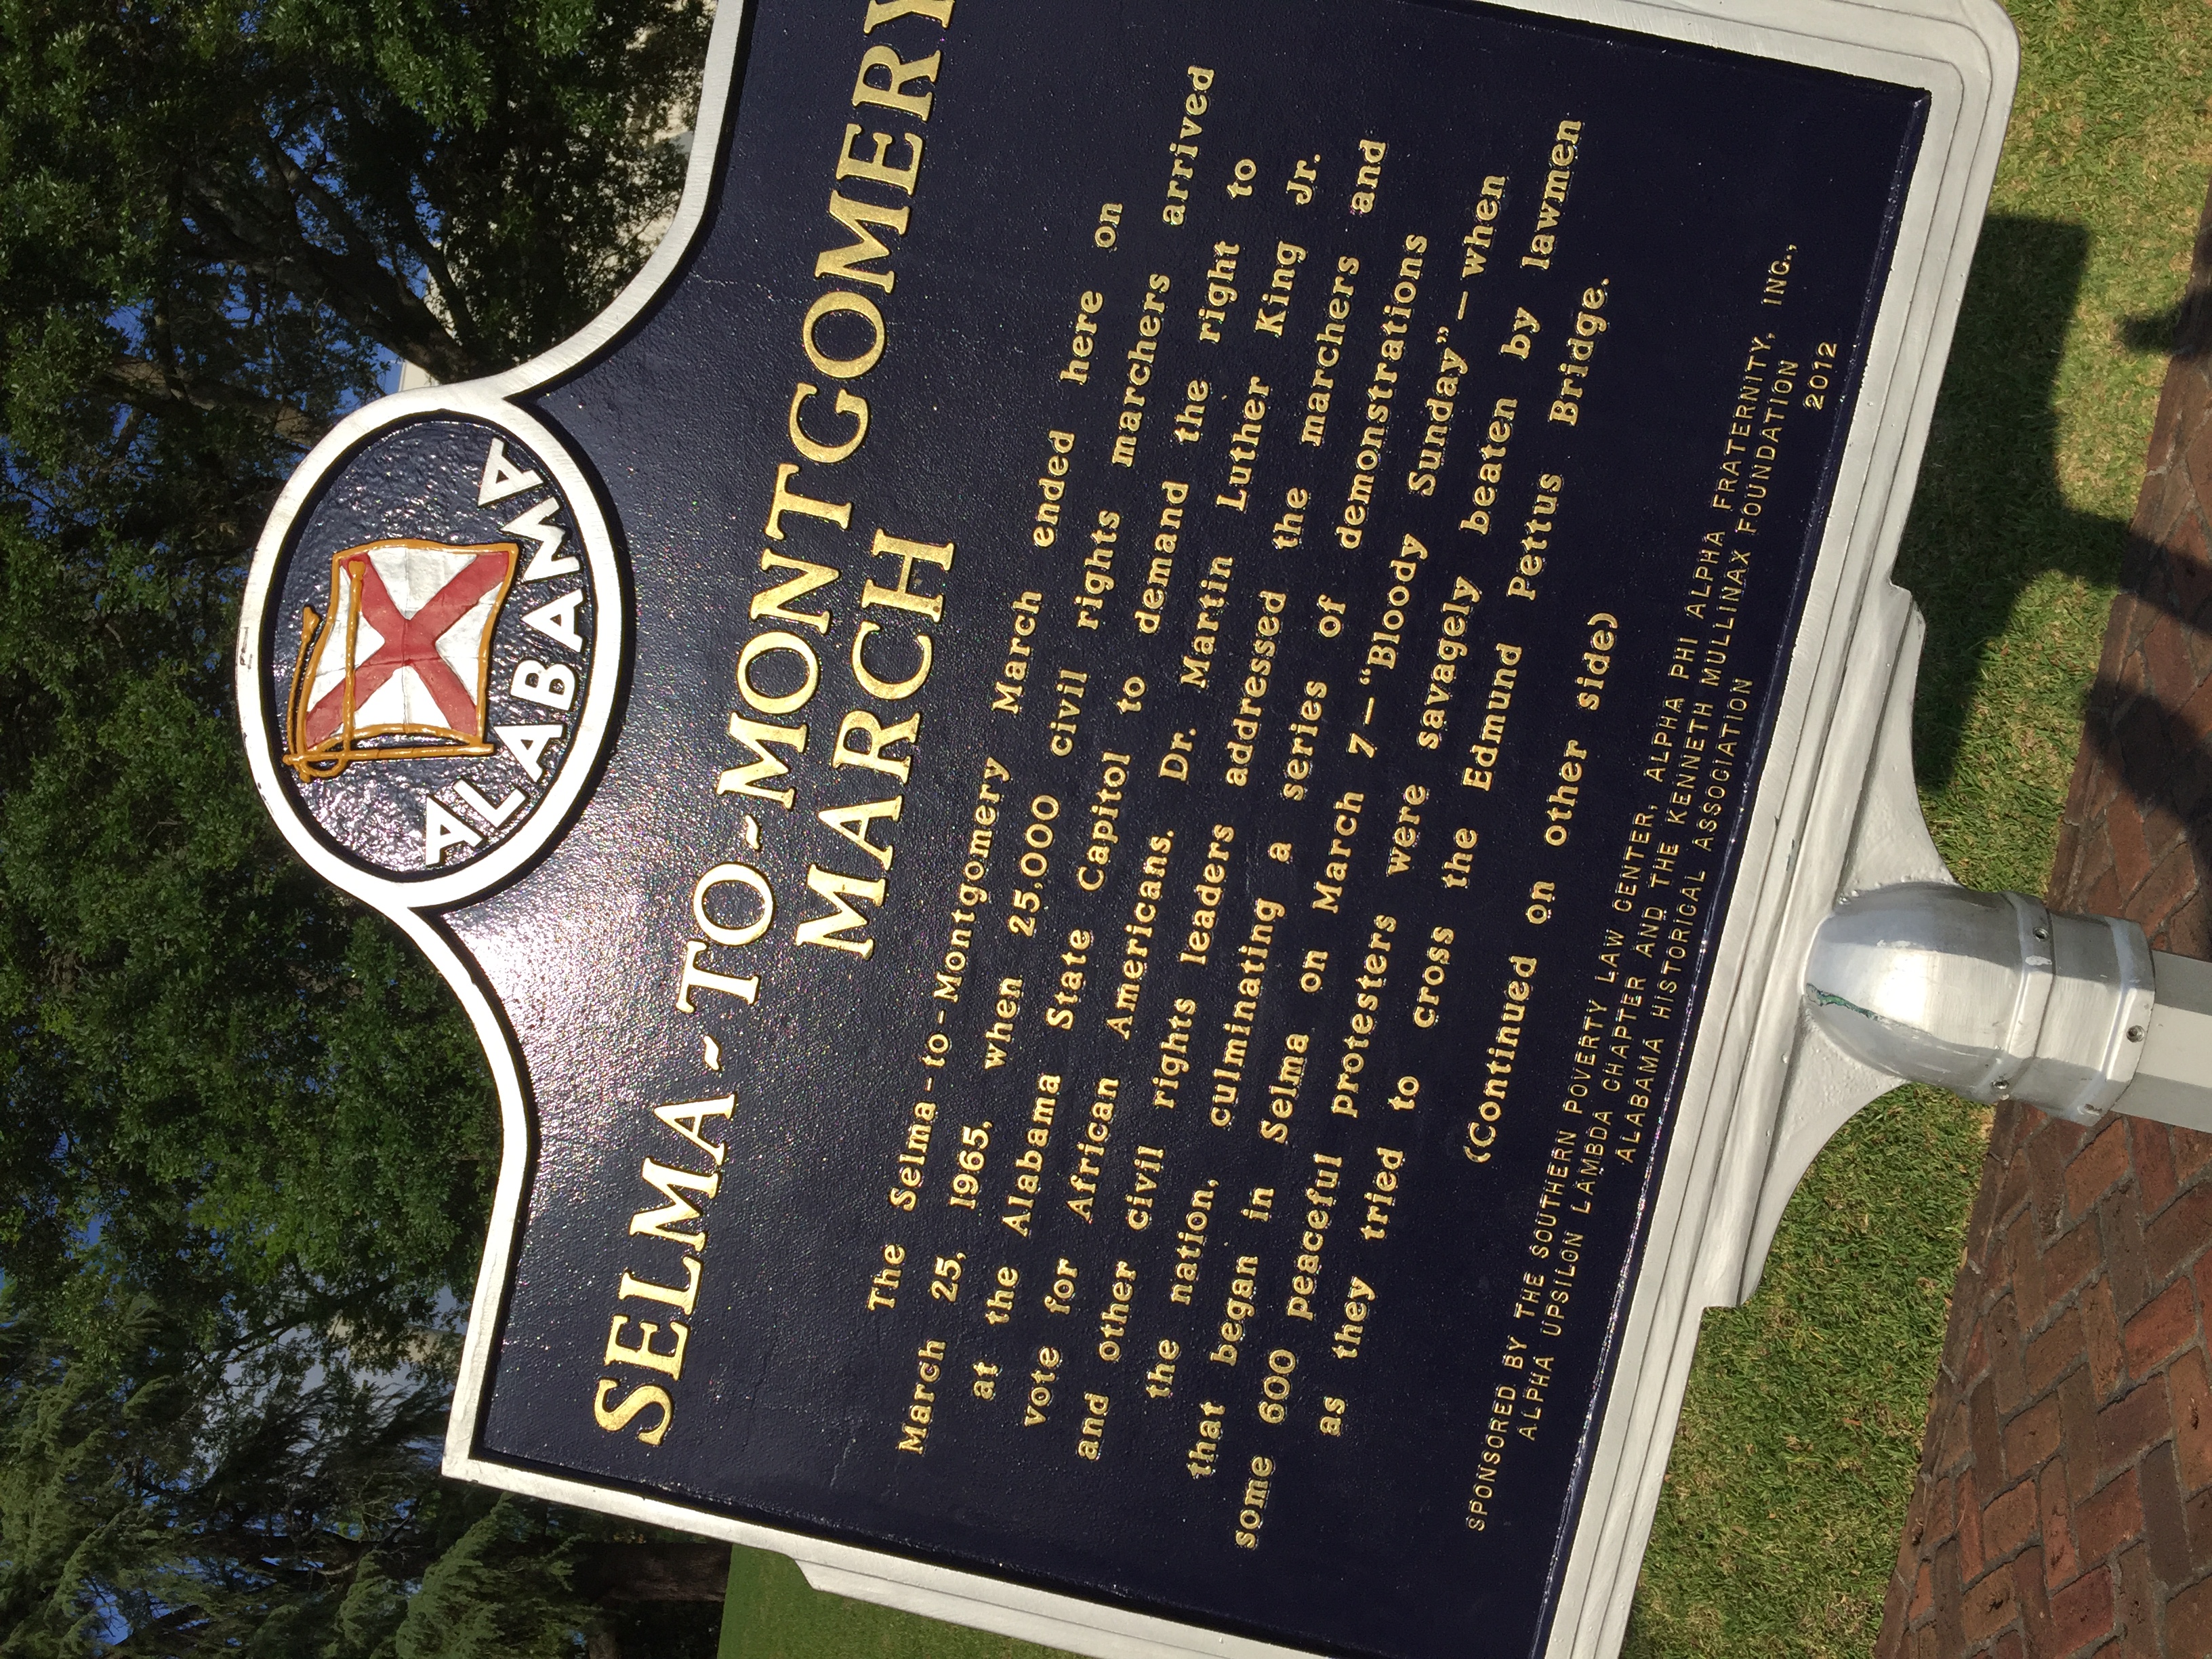 ALABAMA
SELMA-TO-MONTGOMERY
MARCH
The Selma-to-Montgomery March ended here on
March 25, 1965, when 25,000 civil rights marchers arrived
at the Alabama State Capitol to demand the right to
vote for African Americans. Dr. Martin Luther King Jr.
and other civil rights leaders addressed the marchers and
the nation, culminating a series of demonstrations
that began in Selma on March 7—“Bloody Sunday”—when
some 600 peaceful protesters were savagely beaten by lawmen
as they tried to cross the Edmund Pettus Bridge.
(Continued on other side)
SPONSORED BY THE SOUTHERN POVERTY LAW CENTER, ALPHA PHI ALPHA FRATERNITY, INC.,
ALPHA UPSILON LAMBDA CHAPTER AND THE KENNETH MULLINAX FOUNDATION
ALABAMA HISTORICAL ASSOCIATION 2012